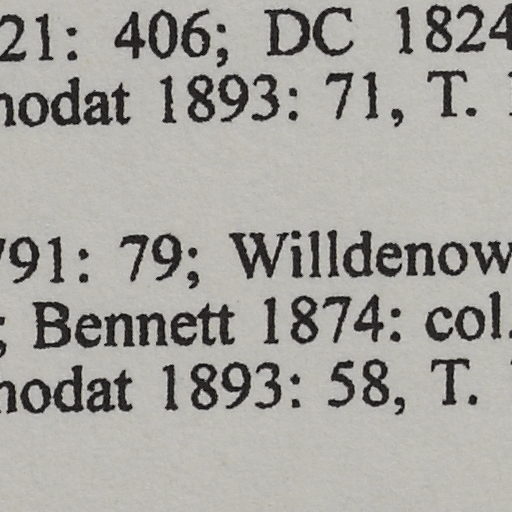 21: 406; DC 1824
hodat 1893: 71, T.
791: 79; Willdenow
; Bennett 1874: col.
hodat 1893: 58, T.